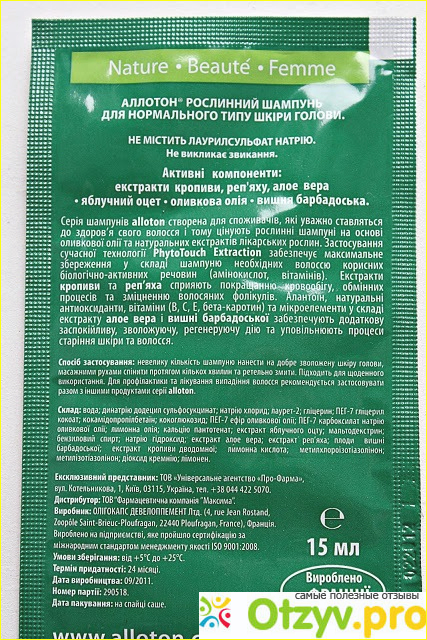 Nature • Beauté • Femme
АЛЛОТОН® РОСЛИННИЙ ШАМПУНЬ
ДЛЯ НОРМАЛЬНОГО ТИПУ ШКІРИ ГОЛОВИ.
НЕ МІСТИТЬ ЛАУРИЛСУЛЬФАТ НАТРІЮ.
Не викликає звикання.
Активні компоненти:
екстракти кропиви, реп'яху, алое вера
• яблучний оцет • оливкова олія • вишня барбадоська.
Серія шампунів alloton створена для споживачів, які уважно ставляться
до здоров'я свого волосся і тому цінують рослинні шампуні на основі
оливкової олії та натуральних екстрактів лікарських рослин. Застосування
сучасної технології PhytoTouch Extraction забезпечує максимальне
збереження у складі шампуню необхідних волоссю корисних
біологічно-активних речовин (амінокислот, вітамінів). Екстракти
кропиви та реп'яха сприяють покращанню кровообігу, обмінних
процесів та зміцненню волосяних фолікулів. Алантоїн, натуральні
антиоксиданти, вітаміни (В, С, Е, бета-каротин) та мікроелементи у складі
екстракту алое вера і вишні барбадоської забезпечують додаткову
заспокійливу, зволожуючу, регенеруючу дію та уповільнюють процеси
старіння шкіри та волосся.
Спосіб застосування: невелику кількість шампуню нанести на добре зволожену шкіру голови,
масажними рухами спінити протягом кількох хвилин та ретельно змити. Підходить для щоденного
використання. Для профілактики та лікування випадіння волосся рекомендується застосовувати
разом з іншими продуктами серії alloton.
Склад: вода; динатрію додецил сульфосукцинат; натрію хлорид; лаурет-2; гліцерин; ПЕГ-7 гліцерил
кокоат; кокамідопропілбетаїн; кокоглюкозид; ПЕГ-7 ефір оливкової олії; ПЕГ-7 карбоксилат натрію
оливкової олії; лимонна олія; кальцію пантотенат; екстракт яблучного оцту; мальтодекстрин;
бензиловий спирт; натрію гідроксид; екстракт алое вера; екстракт реп'яха; плоди вишні
барбадоської; екстракт кропиви дводомної; лимонна кислота; метилхлорізотіазолінон;
метилізотіазолінон; діоксид кремнію; лімонен.
Ексклюзивний представник: ТОВ «Універсальне агентство «Про-Фарма»,
вул. Котельникова, 1, Київ, 03115, Україна, тел. +38 044 422 5070.
Дистрибутор: ТОВ "Фармацевтична компанія "Максима".
Виробник: ОЛІГОКАПС ДЕВЕЛОППЕМЕНТ Лтд. (4, rue Jean Rostand,
Zoopôle Saint-Brieuc-Ploufragan, 22440 Ploufragan, France), Франція.
Вироблено на підприємстві, яке пройшло сертифікацію за
міжнародним стандартом менеджменту якості ISO 9001:2008.
Умови зберігання: від +5°С до +25°С.
Термін придатності: 24 місяці.
Дата виробництва: 09/2011.
Номер партії: 290518.
Дата пакування: на спайці саше.
℮
15 мл
Вироблено
самые полезные отзывы
Otzyv.pro
www.alloton.